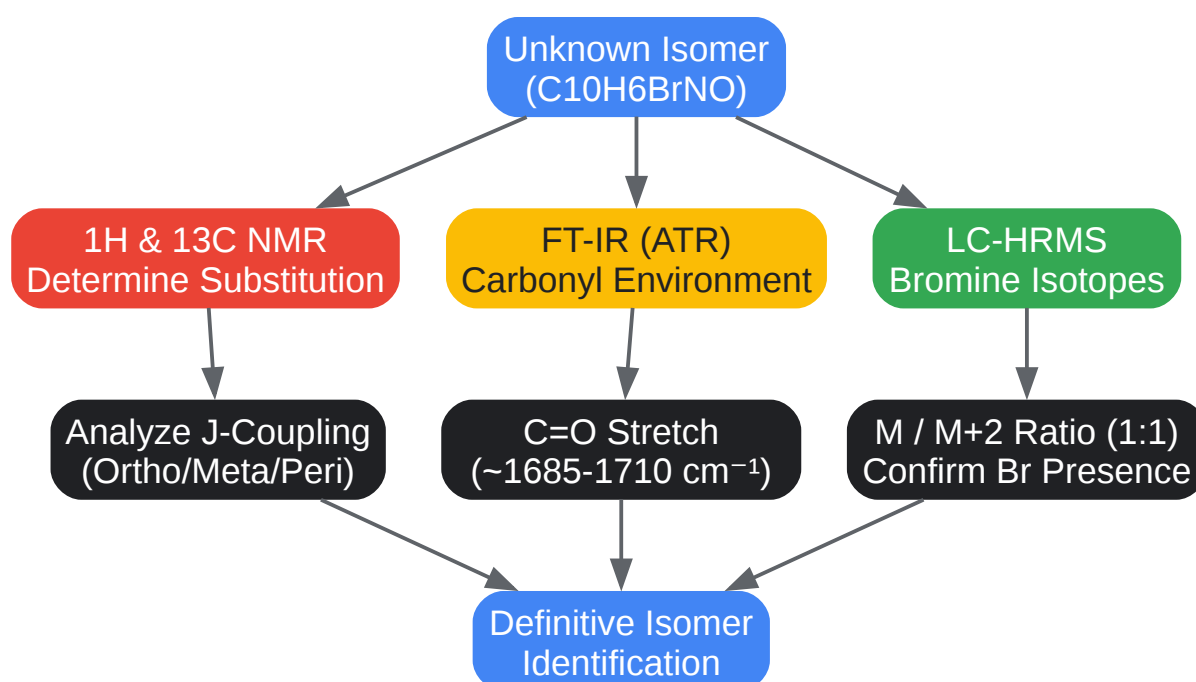 Unknown Isomer
(C10H6BrNO)
1H & 13C NMR
Determine Substitution
FT-IR (ATR)
Carbonyl Environment
LC-HRMS
Bromine Isotopes
Analyze J-Coupling
(Ortho/Meta/Peri)
C=O Stretch
(~1685-1710 cm⁻¹)
M / M+2 Ratio (1:1)
Confirm Br Presence
Definitive Isomer
Identification